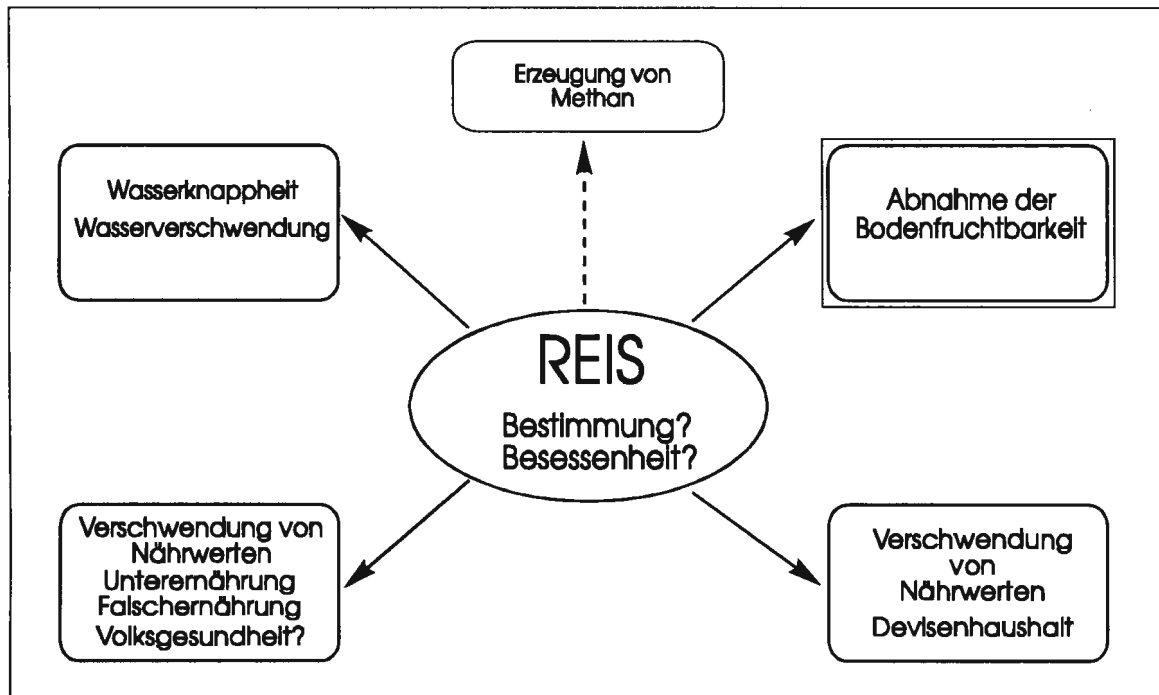 Erzeugung von
Methan
Wasserknappheit
Wasserverschwendung
Abnahme der
Bodenfruchtbarkeit
REIS
Bestimmung?
Besessenheit?
Verschwendung von
Nährwerten
Unterernährung
Falschernährung
Volksgesundheit?
Verschwendung
von
Nährwerten
Devisenhaushalt